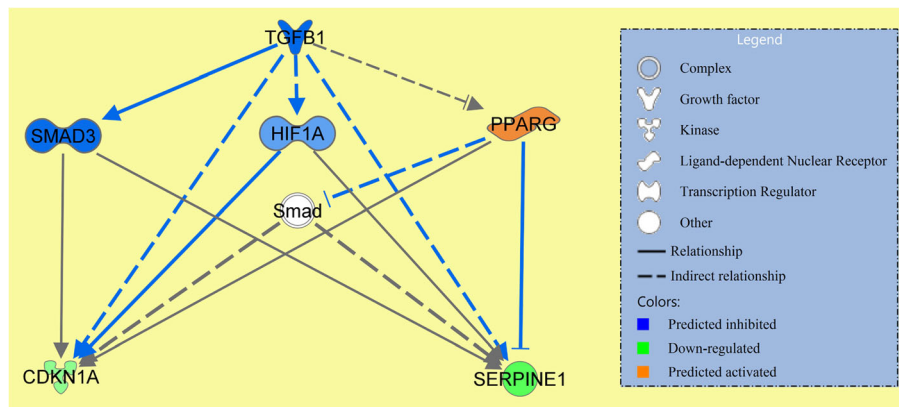 TGFB1
SMAD3
HIF1A
PPARG
Smad
CDKN1A
SERPINE1
Legend
Complex
Growth factor
Kinase
Ligand-dependent Nuclear Receptor
Transcription Regulator
Other
Relationship
Indirect relationship
Colors:
Predicted inhibited
Down-regulated
Predicted activated